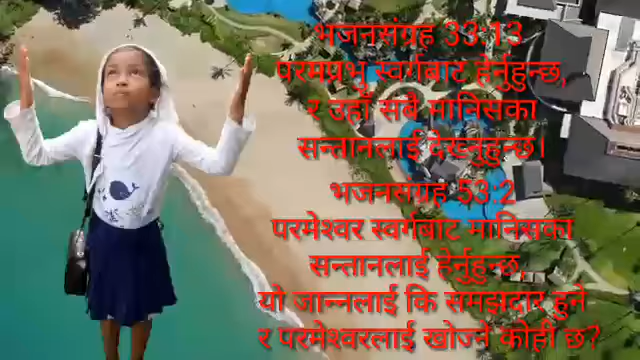 भजनसंग्रह 33:13
परमप्रभु स्वर्गबाट हेर्नुहुन्छ,
र उहाँ सबै मानिसका
सन्तानलाई देख्नुहुन्छ।
भजनसंग्रह 53:2
परमेश्वर स्वर्गबाट मानिसका
सन्तानलाई हेर्नुहुन्छ,
यो जान्नलाई कि समझदार हुने
र परमेश्वरलाई खोज्ने कोही छ?